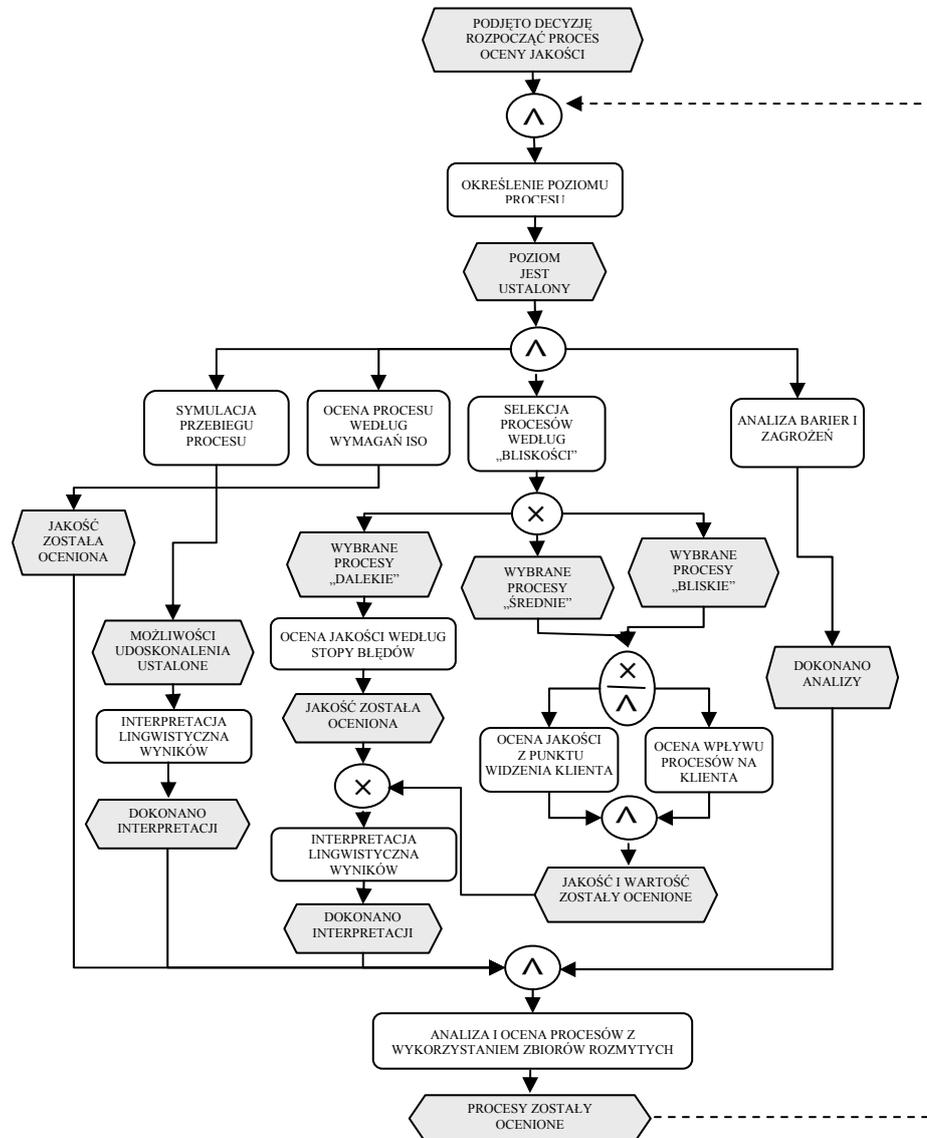 PODJĘTO DECYZJĘ
ROZPOCZĄĆ PROCES
OCENY JAKOŚCI
OKREŚLENIE POZIOMU
PROCESU
POZIOM
JEST
USTALONY
SYMULACJA
PRZEBIEGU
PROCESU
OCENA PROCESU
WEDŁUG
WYMAGAŃ ISO
SELEKCJA
PROCESÓW
WEDŁUG
„BLISKOŚCI”
ANALIZA BARIER I
ZAGROŻEŃ
JAKOŚĆ
ZOSTAŁA
OCENIONA
WYBRANE
PROCESY
„DALEKIE”
WYBRANE
PROCESY
„ŚREDNIE”
WYBRANE
PROCESY
„BLISKIE”
MOŻLIWOŚCI
UDOSKONALENIA
USTALONE
OCENA JAKOŚCI WEDŁUG
STOPY BŁĘDÓW
DOKONANO
ANALIZY
INTERPRETACJA
LINGWISTYCZNA
WYNIKÓW
JAKOŚĆ ZOSTAŁA
OCENIONA
OCENA JAKOŚCI
Z PUNKTU
WIDZENIA KLIENTA
OCENA WPŁYWU
PROCESÓW NA
KLIENTA
DOKONANO
INTERPRETACJI
INTERPRETACJA
LINGWISTYCZNA
WYNIKÓW
JAKOŚĆ I WARTOŚĆ
ZOSTAŁY OCENIONE
DOKONANO
INTERPRETACJI
ANALIZA I OCENA PROCESÓW Z
WYKORZYSTANIEM ZBIORÓW ROZMYTYCH
PROCESY ZOSTAŁY
OCENIONE